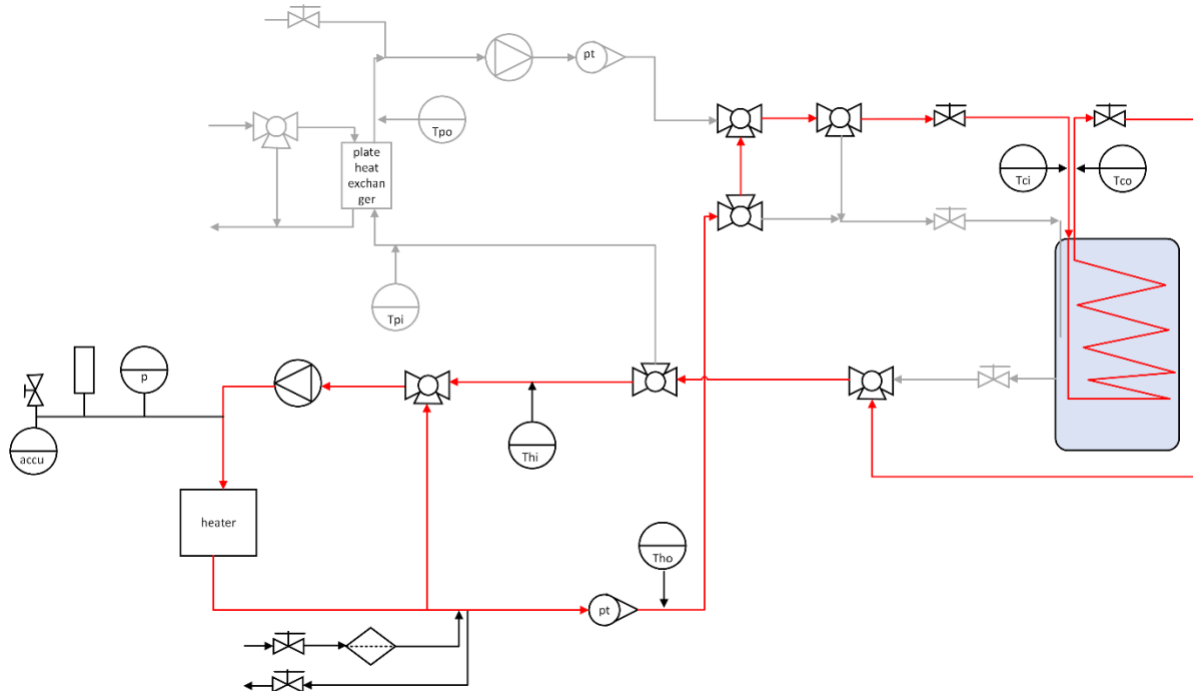 pt
Tpo
plate
heat
exchan
ger
Tci
Tco
Tpi
p
accu
Thi
heater
Tho
pt